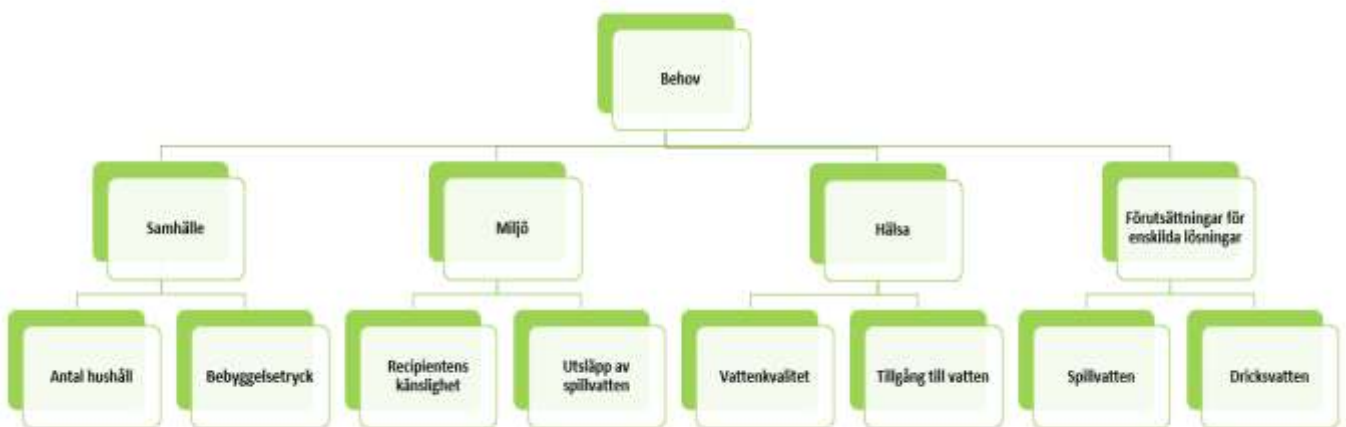 Behov
Samhälle
Miljö
Hälsa
Förutsättningar för
enskilda lösningar
Antal hushåll
Bebyggelsetryck
Recipientens
känslighet
Utsläpp av
spillvatten
Vattenkvalitet
Tillgång till vatten
Spillvatten
Dricksvatten